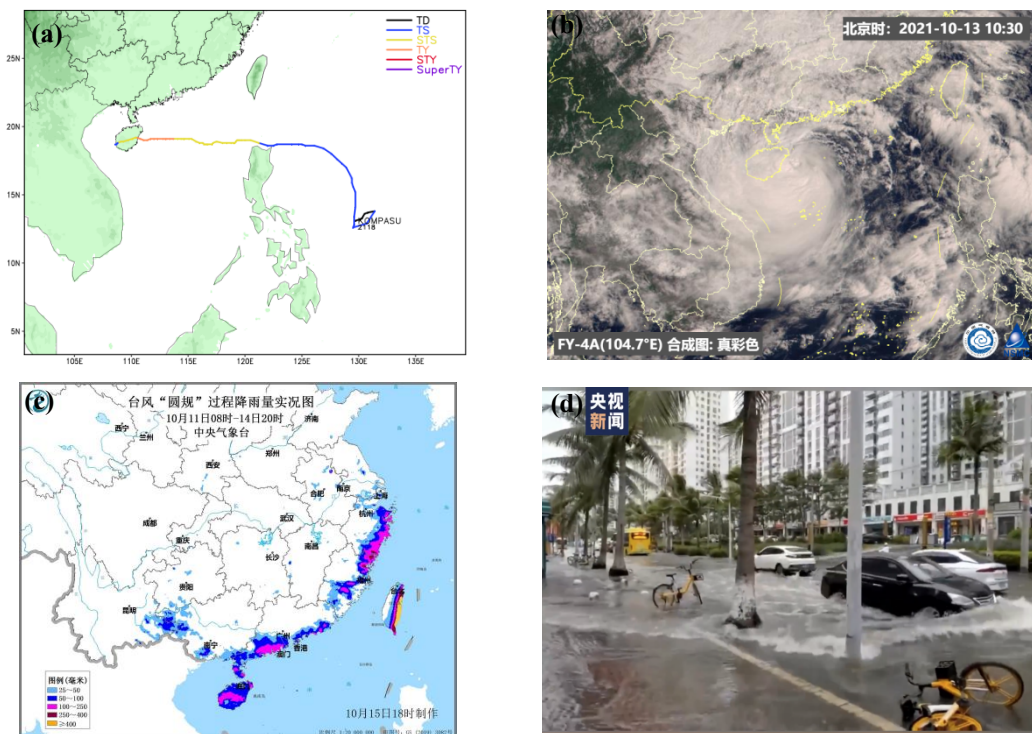 (a)
TD
TS
STS
TY
STY
SuperTY
25N
20N
15N
10N
5N
KOMPASU
2118
105E
110E
115E
120E
125E
130E
135E
(b)
北京时：2021-10-13 10:30
FY-4A(104.7°E) 合成图: 真彩色
(c)
台风“圆规”过程降雨量实况图
10月11日08时-14日20时
中央气象台
济南
西宁
兰州
郑州
西安
合肥
南京
上海
杭州
成都
武汉
重庆
南昌
长沙
贵阳
昆明
南宁
广州
香港
澳门
图例(毫米)
25~50
50~100
100~250
250~400
≥400
10月15日18时制作
(d)
央视
新闻